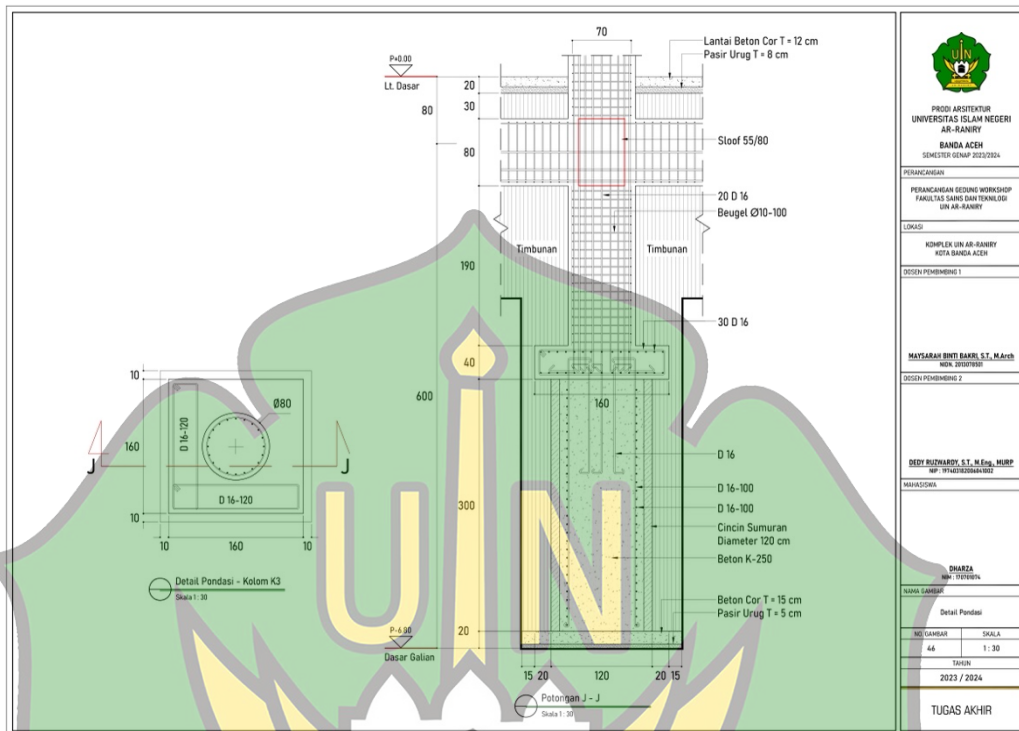 70
Lantai Beton Cor T = 12 cm
Pasir Urug T = 8 cm
P±0.00
Lt. Dasar
20
80
30
80
Sloof 55/80
20 D 16
Beugel Ø10-100
Timbunan
Timbunan
190
30 D 16
40
160
600
D 16
D 16-100
D 16-100
300
Cincin Sumuran
Diameter 120 cm
Beton K-250
Beton Cor T = 15 cm
Pasir Urug T = 5 cm
20
Dasar Galian
15 20 120 20 15
Potongan J - J
Skala 1 : 30
10
Ø80
D 16-120
160
J
J
D 16-120
10
10 160 10
Detail Pondasi - Kolom K3
Skala 1 : 30
UIN
UIN
PRODI ARSITEKTUR
UNIVERSITAS ISLAM NEGERI
AR-RANIRY
BANDA ACEH
SEMESTER GENAP 2023/2024
PERANCANGAN
PERANCANGAN GEDUNG WORKSHOP
FAKULTAS SAINS DAN TEKNILOGI
UIN AR-RANIRY
LOKASI
KOMPLEK UIN AR-RANIRY
KOTA BANDA ACEH
DOSEN PEMBIMBING 1
MAYSARAH BINTI BAKRI, S.T., M.Arch
DOSEN PEMBIMBING 2
DEDY RUZWARDY, S.T., M.Eng., MURP
MAHASISWA
DHARZA
NAMA GAMBAR
Detail Pondasi
NO. GAMBAR SKALA
46 1 : 30
TAHUN
2023 / 2024
TUGAS AKHIR